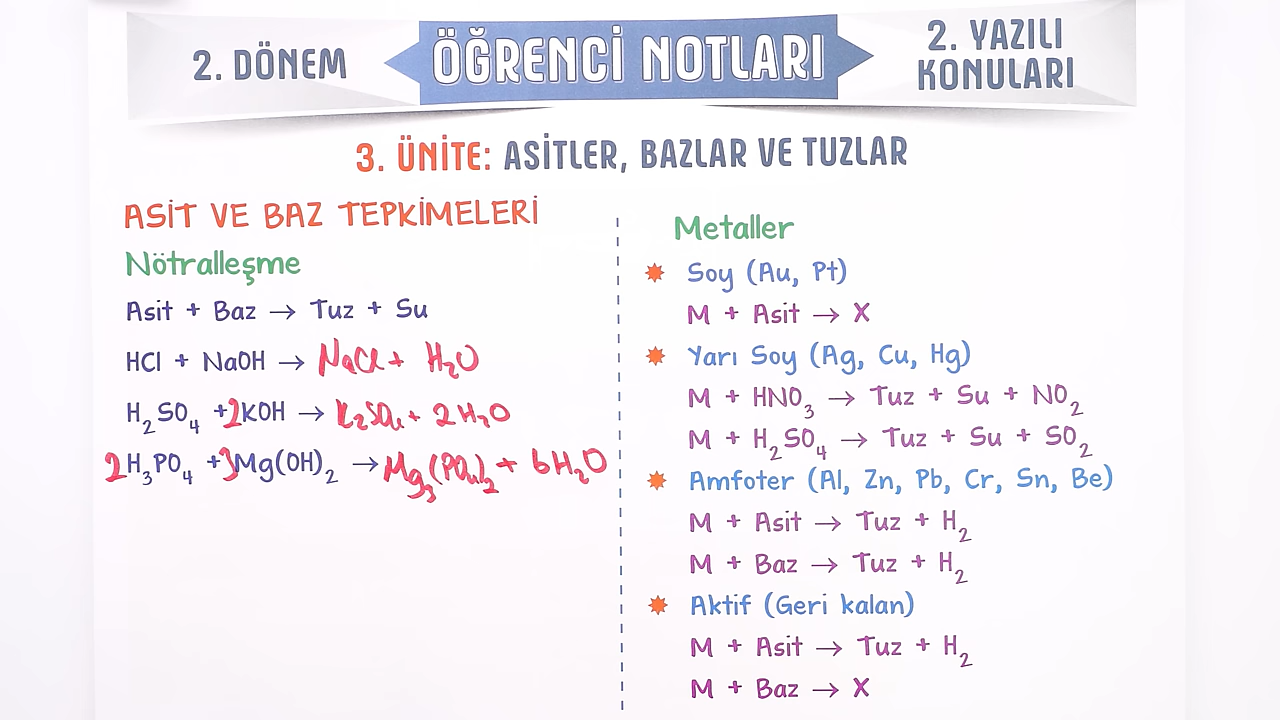 2. DÖNEM
ÖĞRENCİ NOTLARI
2. YAZILI
KONULARI
3. ÜNİTE: ASİTLER, BAZLAR VE TUZLAR
ASİT VE BAZ TEPKİMELERİ
Nötralleşme
Asit + Baz → Tuz + Su
HCl + NaOH → NaCl + H₂O
H₂SO₄ + 2KOH → K₂SO₄ + 2H₂O
2H₃PO₄ + 3Mg(OH)₂ → Mg₃(PO₄)₂ + 6H₂O
Metaller
Soy (Au, Pt)
M + Asit → X
Yarı Soy (Ag, Cu, Hg)
M + HNO₃ → Tuz + Su + NO₂
M + H₂SO₄ → Tuz + Su + SO₂
Amfoter (Al, Zn, Pb, Cr, Sn, Be)
M + Asit → Tuz + H₂
M + Baz → Tuz + H₂
Aktif (Geri kalan)
M + Asit → Tuz + H₂
M + Baz → X